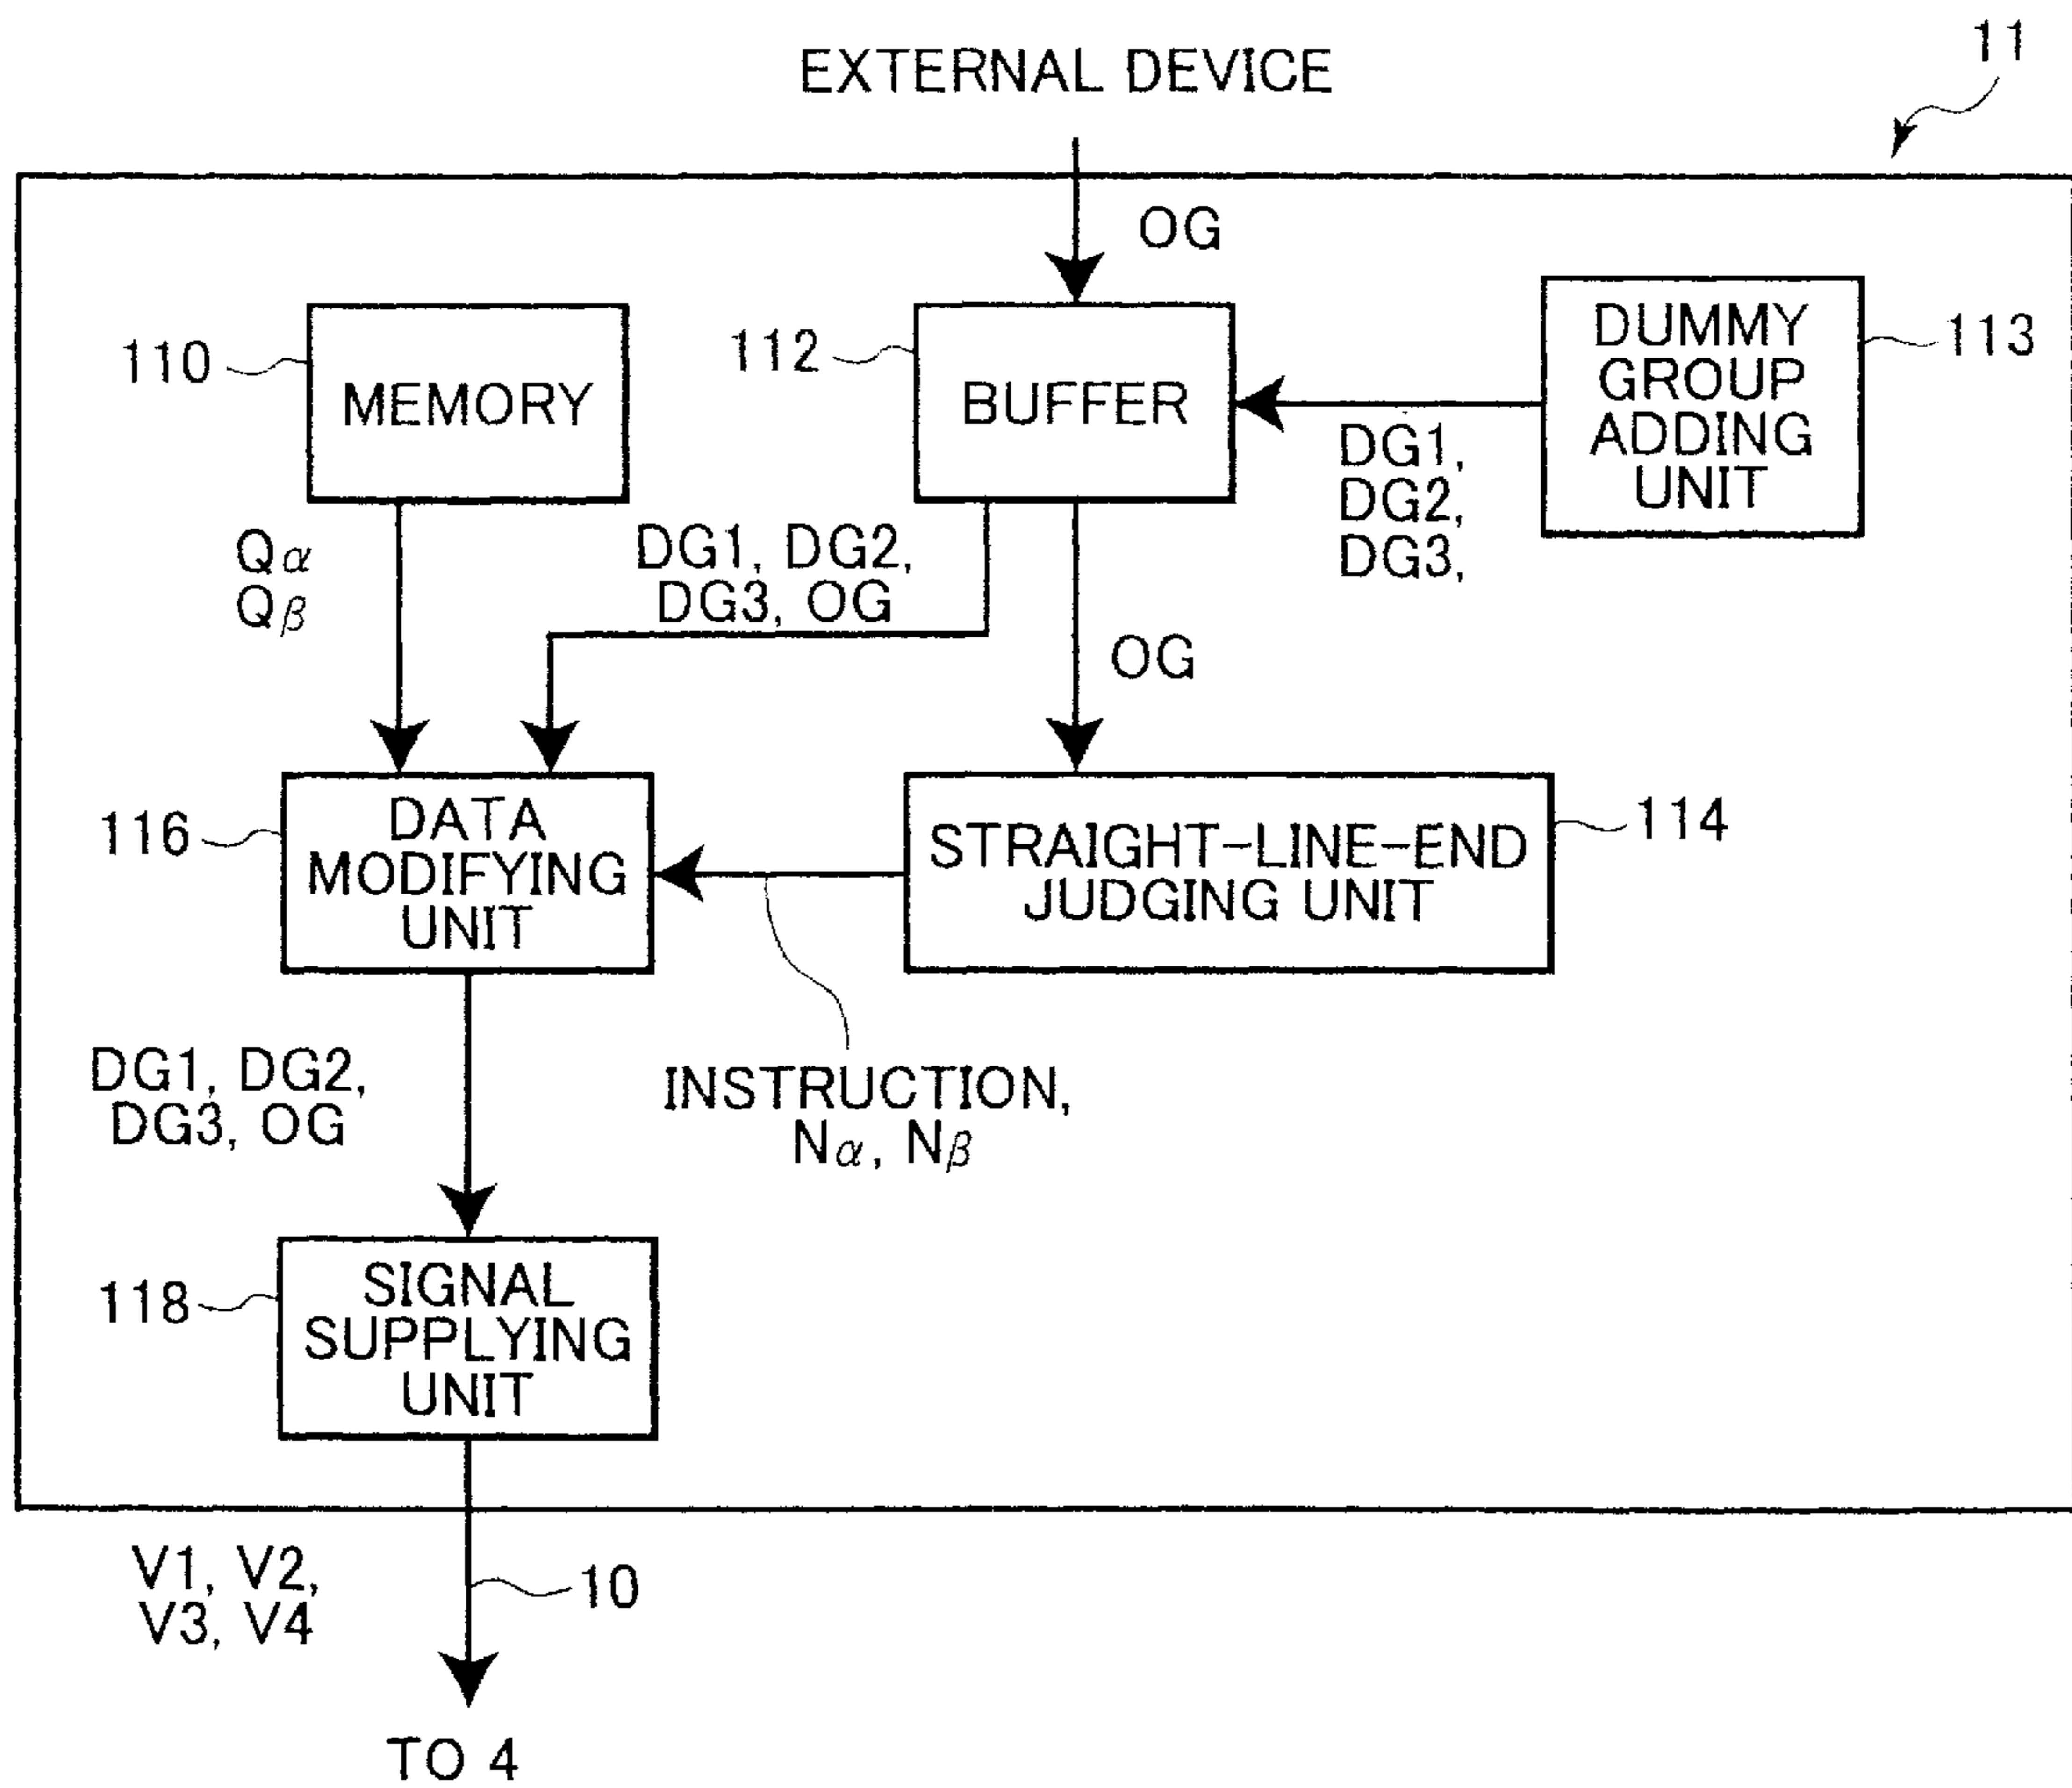 11
EXTERNAL DEVICE
OG
110
MEMORY
112
BUFFER
DUMMY
GROUP
ADDING
UNIT
113
DG1,
DG2,
DG3,
Qα
Qβ
DG1, DG2,
DG3, OG
OG
116
DATA
MODIFYING
UNIT
STRAIGHT-LINE-END
JUDGING UNIT
114
DG1, DG2,
DG3, OG
INSTRUCTION,
Nα, Nβ
118
SIGNAL
SUPPLYING
UNIT
V1, V2,
V3, V4
10
TO 4